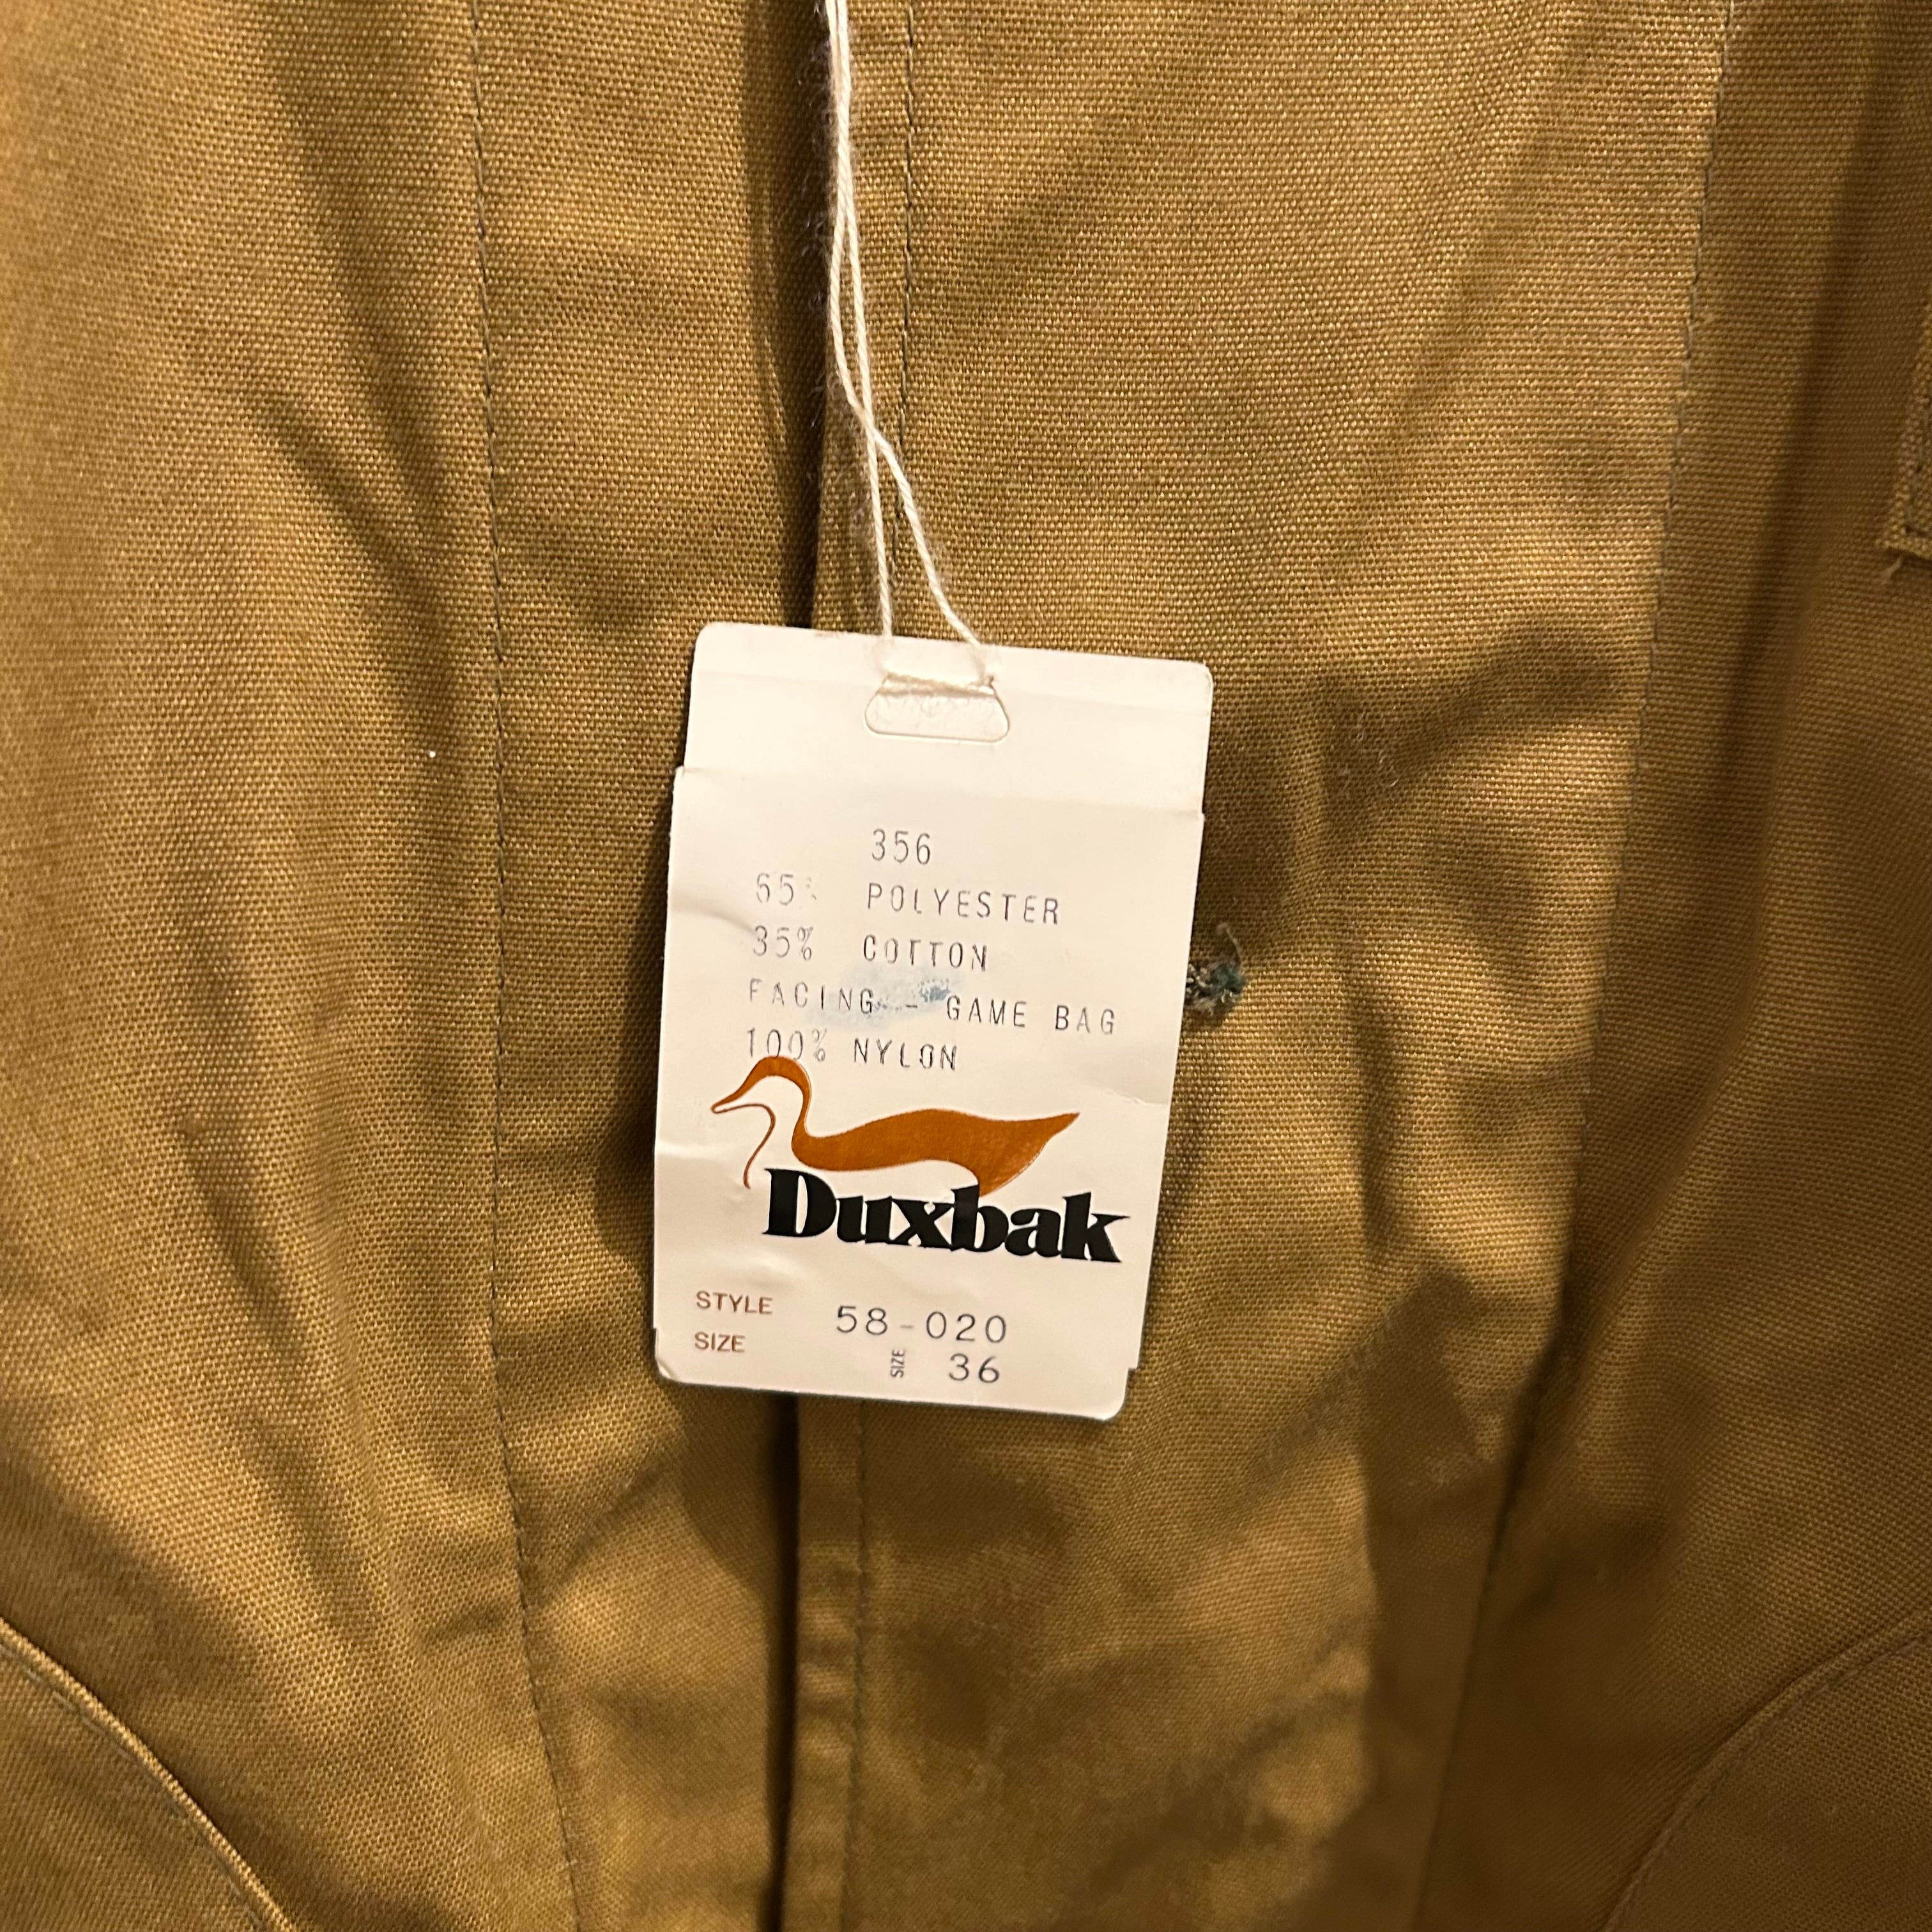 356
65% POLYESTER
35% COTTON
FACING - GAME BAG
100% NYLON
Duxbak
STYLE 58-020
SIZE SIZE 36